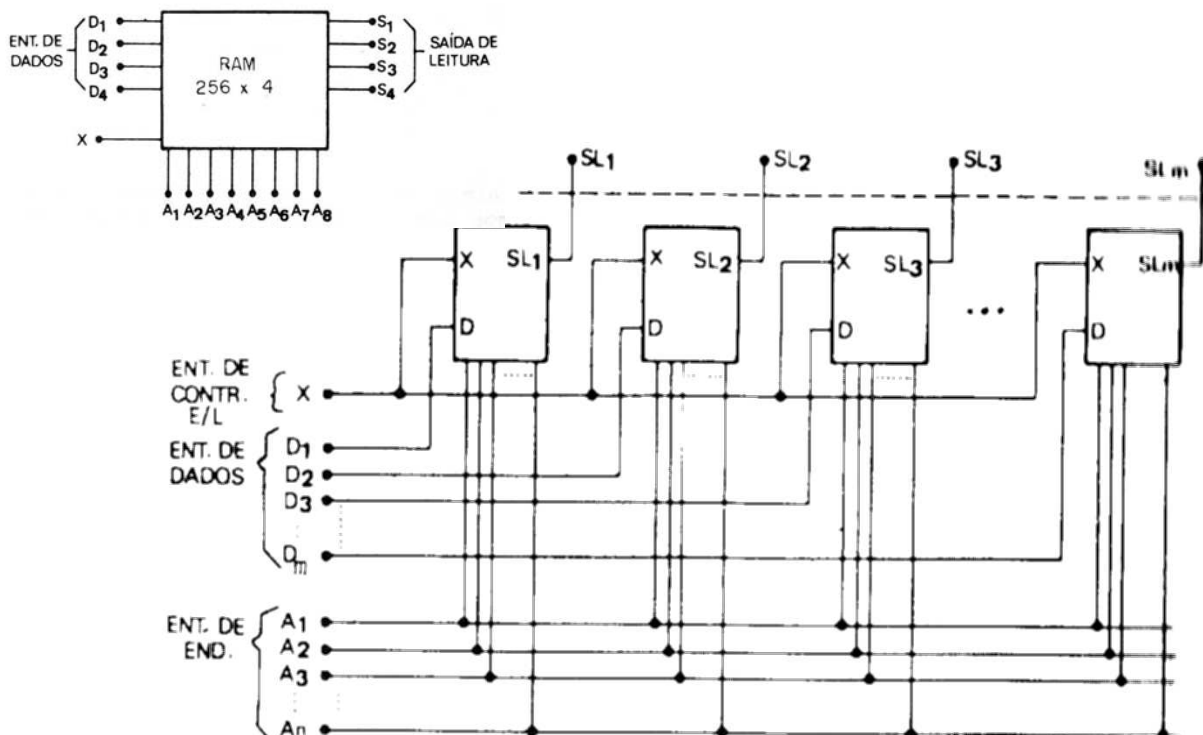 ENT. DE
DADOS
D1
D2
D3
D4
X
RAM
256 x 4
S1
S2
S3
S4
SAÍDA DE
LEITURA
A1 A2 A3 A4 A5 A6 A7 A8
SL1
SL2
SL3
SLm
X SL1
D
X SL2
D
X SL3
D
...
X SLm
D
ENT. DE
CONTR.
E/L
X
ENT. DE
DADOS
D1
D2
D3
Dm
ENT. DE
END.
A1
A2
A3
An